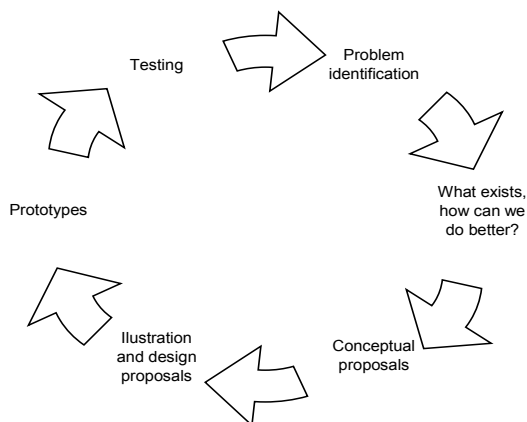 Testing
Problem
identification
What exists,
how can we
do better?
Conceptual
proposals
Ilustration
and design
proposals
Prototypes